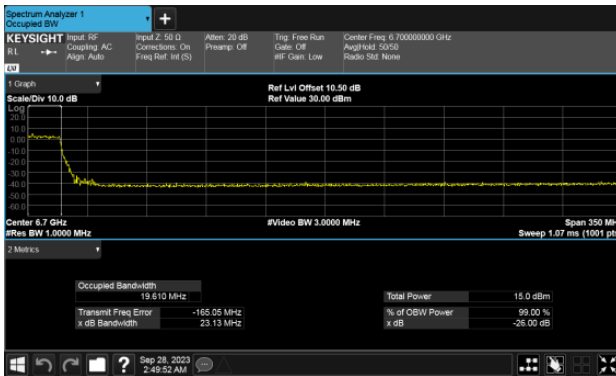 Spectrum Analyzer 1
Occupied BW
KEYSIGHT
Input: RF
Coupling: AC
Align: Auto
Input Z: 50 Ω
Corrections: On
Freq Ref: Int (S)
Atten: 20 dB
Preamp: Off
Trig: Free Run
Gate: Off
#IF Gain: Low
Center Freq: 6.700000000 GHz
Avg|Hold: 50/50
Radio Std: None
R L
LXI
1 Graph
Scale/Div 10.0 dB
Ref Lvl Offset 10.50 dB
Ref Value 30.00 dBm
Log
20.0
10.0
0.00
-10.0
-20.0
-30.0
-40.0
-50.0
-60.0
Center 6.7 GHz
#Res BW 1.0000 MHz
#Video BW 3.0000 MHz
Span 350 MH
Sweep 1.07 ms (1001 pts
2 Metrics
Occupied Bandwidth
19.610 MHz
Transmit Freq Error -165.05 MHz
x dB Bandwidth 23.13 MHz
Total Power 15.0 dBm
% of OBW Power 99.00 %
x dB -26.00 dB
?
Sep 28, 2023
2:49:52 AM